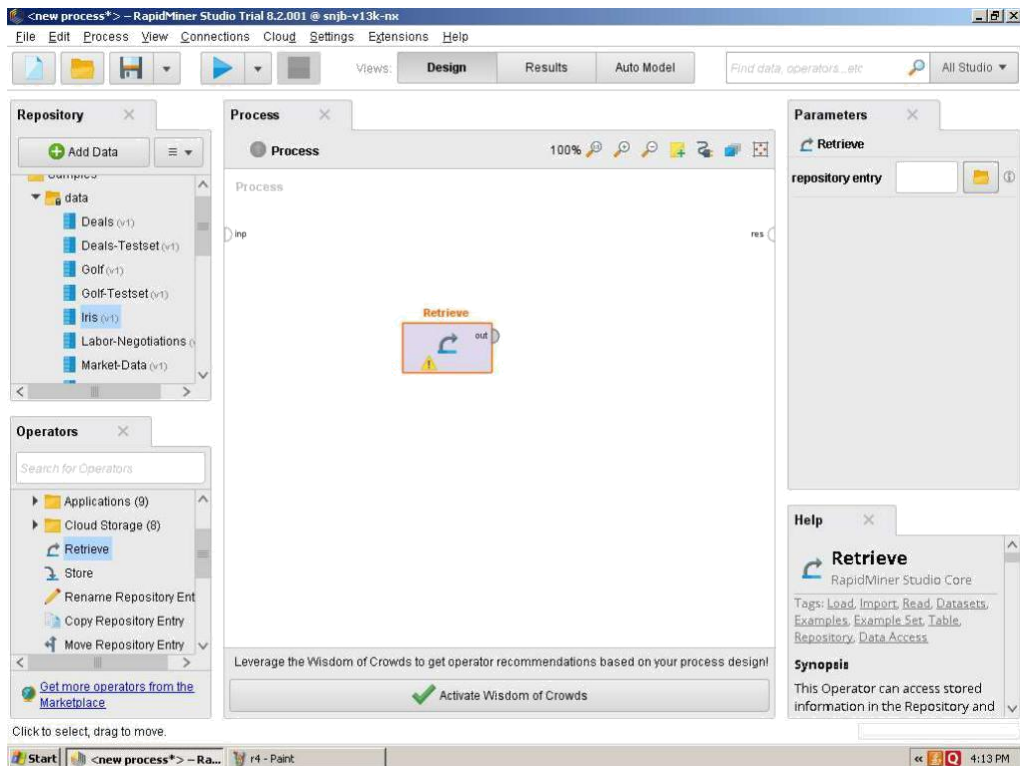 <new process*> – RapidMiner Studio Trial 8.2.001 @ snjb-v13k-nx
File Edit Process View Connections Cloud Settings Extensions Help
Views: Design Results Auto Model Find data, operators...etc All Studio
Repository
Add Data
Samples
data
Deals (v1)
Deals-Testset (v1)
Golf (v1)
Golf-Testset (v1)
Iris (v1)
Labor-Negotiations (
Market-Data (v1)
Operators
Search for Operators
Applications (9)
Cloud Storage (8)
Retrieve
Store
Rename Repository Ent
Copy Repository Entry
Move Repository Entry
Get more operators from the
Marketplace
Process
Process
100%
Process
inp
res
Retrieve
out
Leverage the Wisdom of Crowds to get operator recommendations based on your process design!
Activate Wisdom of Crowds
Parameters
Retrieve
repository entry
Help
Retrieve
RapidMiner Studio Core
Tags: Load, Import, Read, Datasets,
Examples, Example Set, Table,
Repository, Data Access
Synopsis
This Operator can access stored
information in the Repository and
Click to select, drag to move.
Start <new process*> – Ra... r4 - Paint « Q 4:13 PM